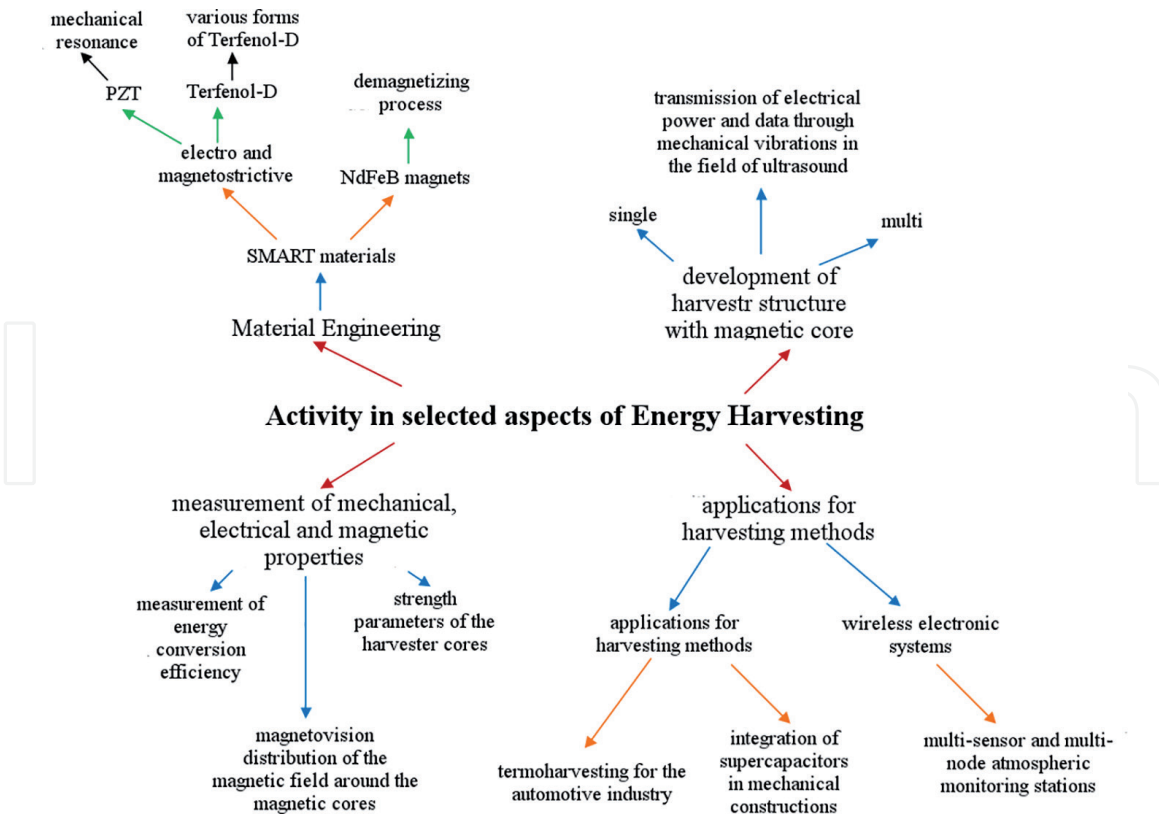 mechanical
resonance
various forms
of Terfenol-D
PZT
Terfenol-D
demagnetizing
process
electro and
magnetostrictive
NdFeB magnets
SMART materials
Material Engineering
transmission of electrical
power and data through
mechanical vibrations in
the field of ultrasound
single
multi
development of
harvestr structure
with magnetic core
Activity in selected aspects of Energy Harvesting
measurement of mechanical,
electrical and magnetic
properties
measurement of
energy
conversion
efficiency
strength
parameters of the
harvester cores
magnetovision
distribution of the
magnetic field around the
magnetic cores
applications for
harvesting methods
applications for
harvesting methods
wireless electronic
systems
termoharvesting for the
automotive industry
integration of
supercapacitors
in mechanical
constructions
multi-sensor and multi-
node atmospheric
monitoring stations